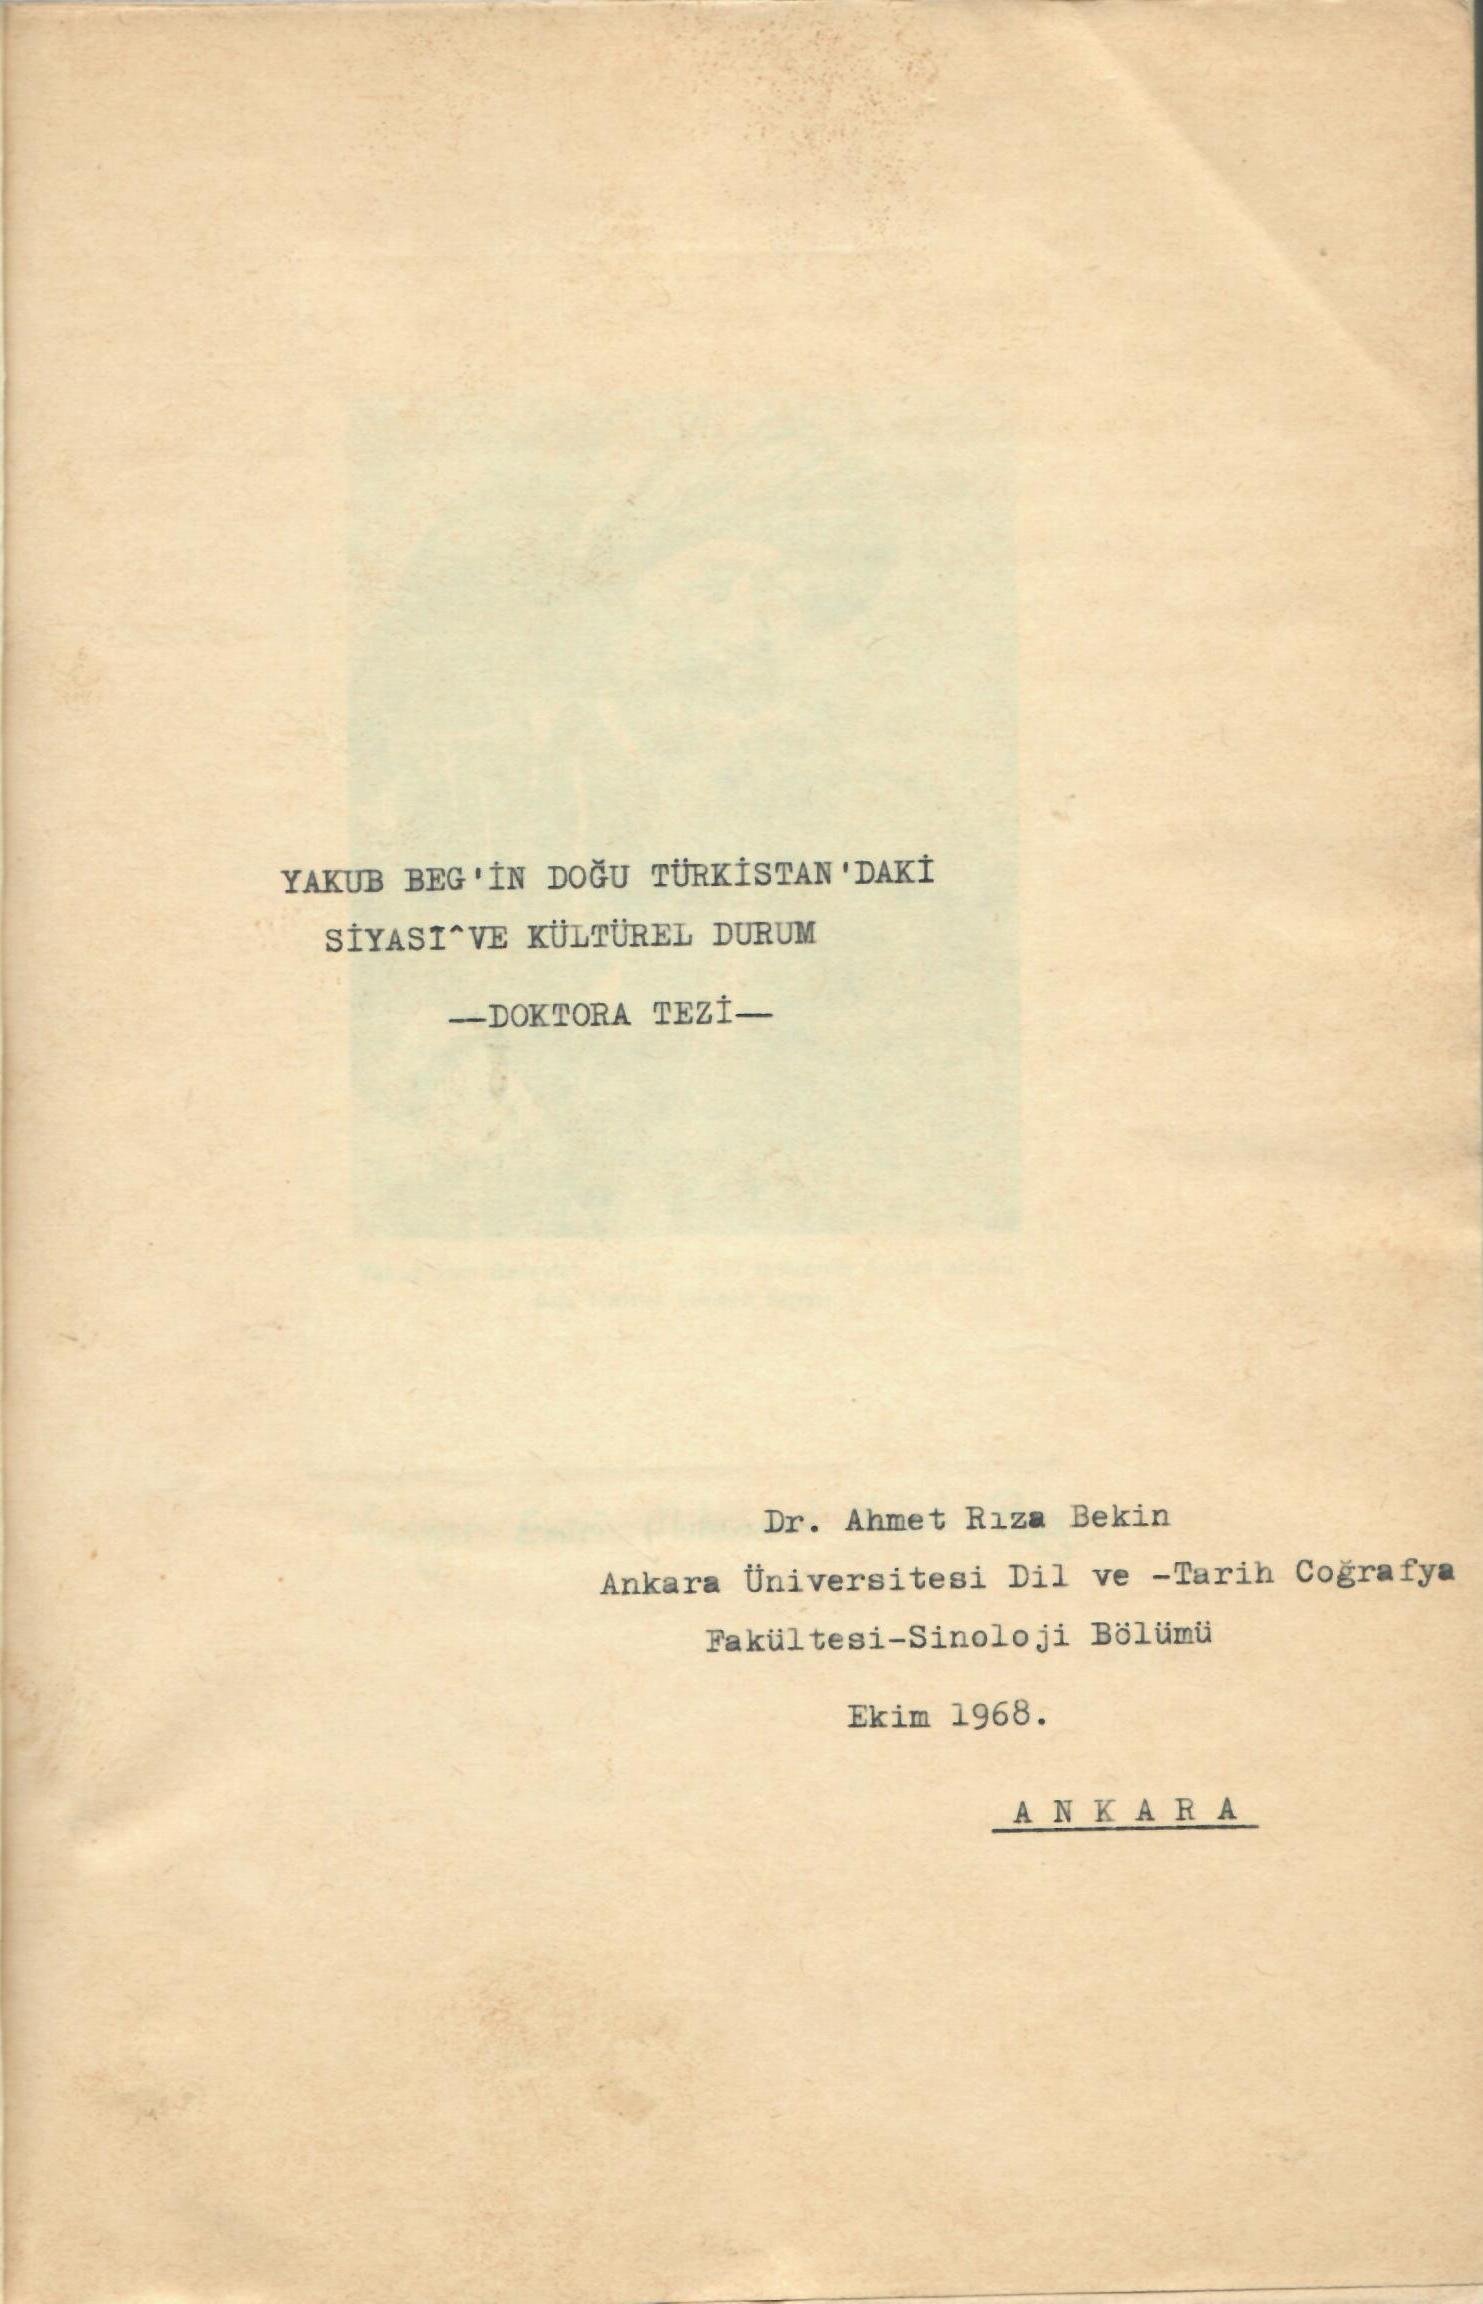 YAKUB BEG'İN DOĞU TÜRKİSTAN'DAKİ
SİYASI^VE KÜLTÜREL DURUM
—DOKTORA TEZİ—
Dr. Ahmet Rıza Bekin
Ankara Üniversitesi Dil ve -Tarih Coğrafya
Fakültesi-Sinoloji Bölümü
Ekim 1968.
A N K A R A